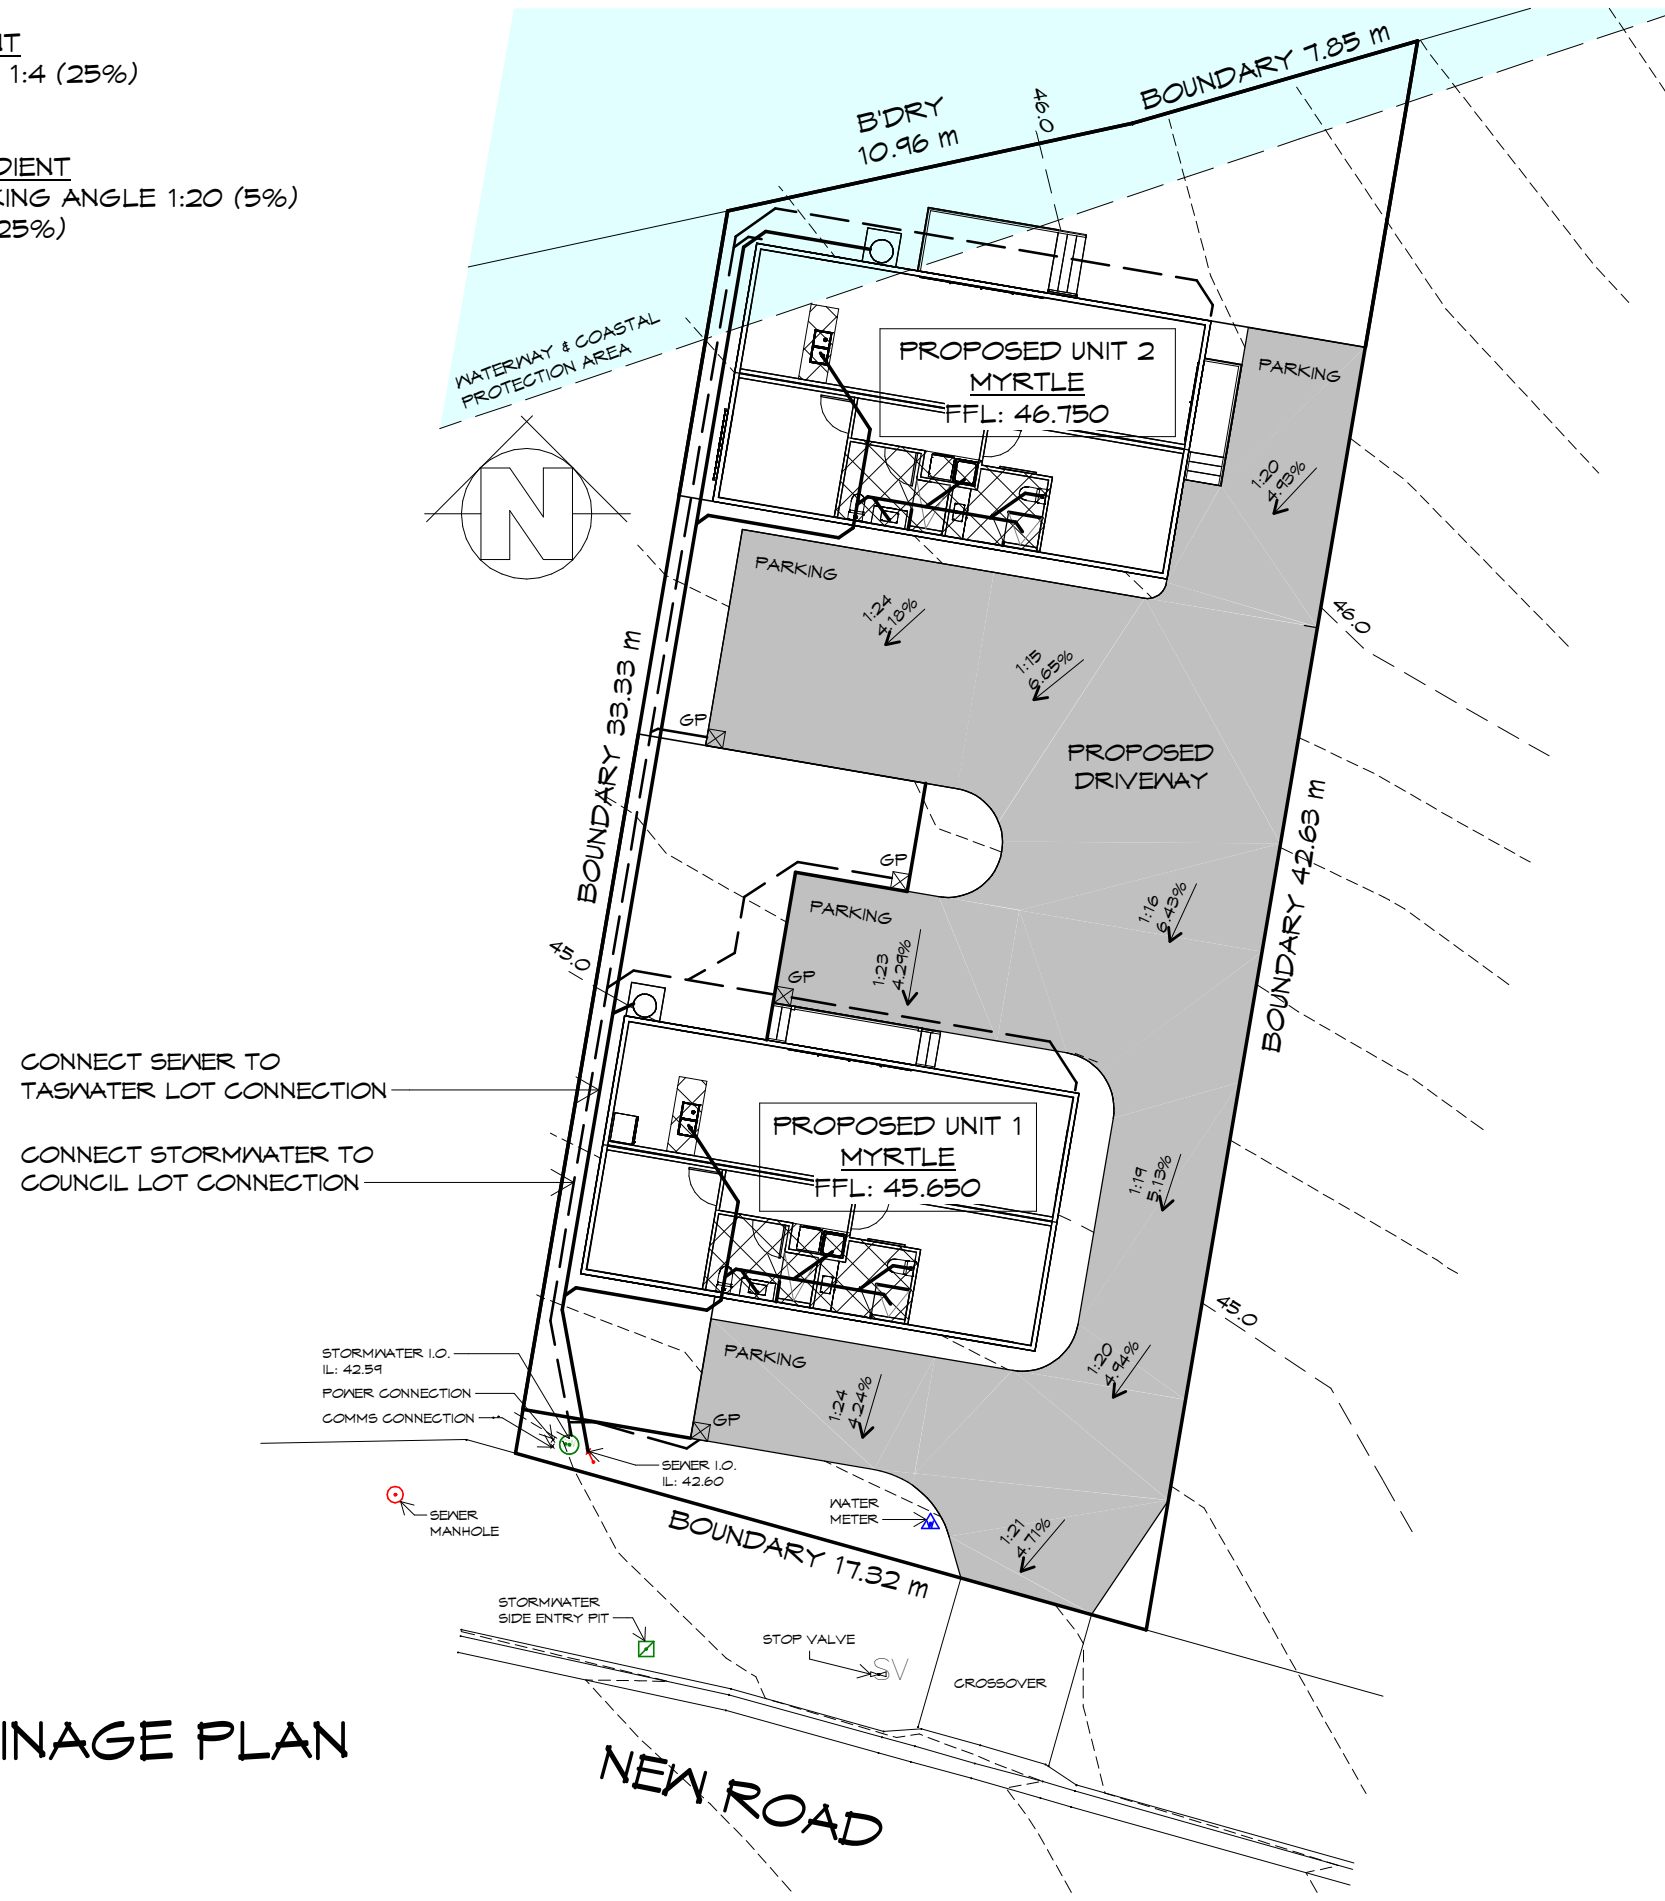 NT
1:4 (25%)
DIENT
KING ANGLE 1:20 (5%)
25%)
B'DRY
10.96 m
46.0
BOUNDARY 7.85 m
WATERWAY & COASTAL
PROTECTION AREA
N
PROPOSED UNIT 2
MYRTLE
FFL: 46.750
PARKING
1:20
4.93%
PARKING
1:24
4.18%
1:15
6.65%
46.0
BOUNDARY 33.33 m
GP
PROPOSED
DRIVEWAY
BOUNDARY 42.63 m
GP
PARKING
1:16
6.43%
45.0
1:23
4.29%
GP
CONNECT SEWER TO
TASWATER LOT CONNECTION
CONNECT STORMWATER TO
COUNCIL LOT CONNECTION
PROPOSED UNIT 1
MYRTLE
FFL: 45.650
1:19
5.13%
45.0
STORMWATER I.O.
IL: 42.59
POWER CONNECTION
COMMS CONNECTION
PARKING
1:24
4.24%
1:20
4.94%
GP
SEWER I.O.
IL: 42.60
SEWER
MANHOLE
WATER
METER
1:21
4.71%
BOUNDARY 17.32 m
STORMWATER
SIDE ENTRY PIT
STOP VALVE
SV
CROSSOVER
INAGE PLAN
NEW ROAD